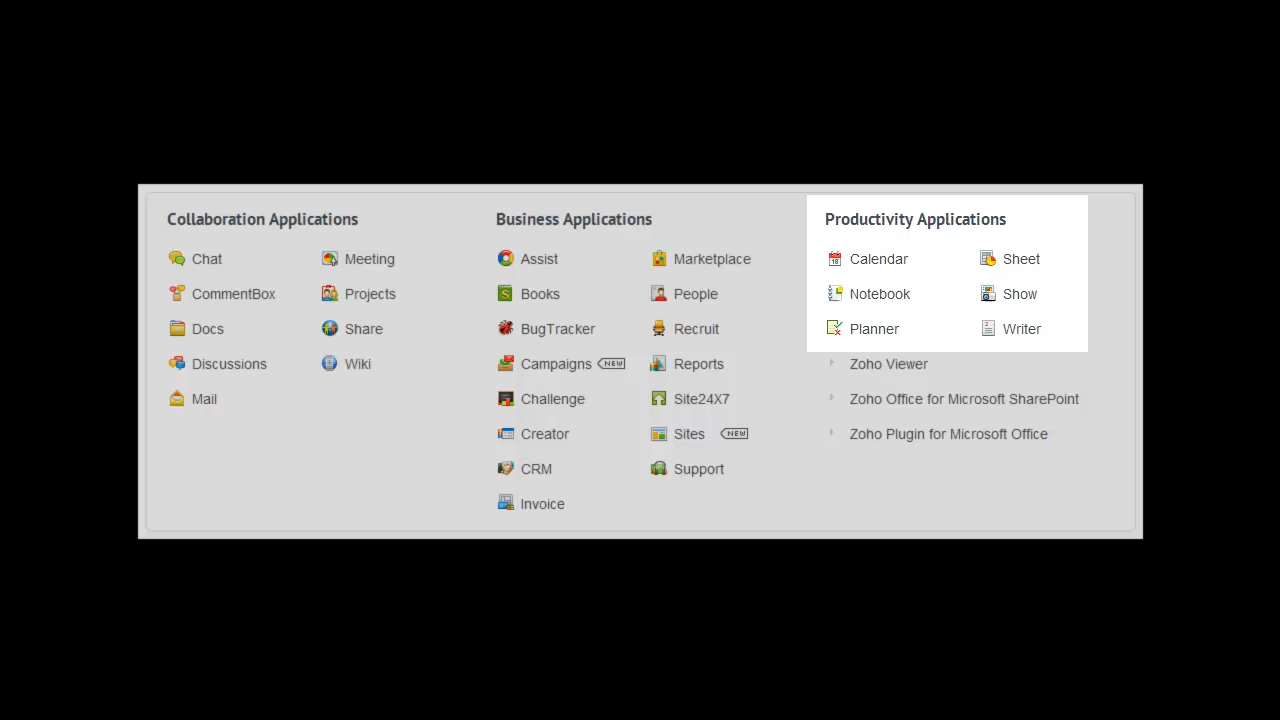 Collaboration Applications
Chat
Meeting
CommentBox
Projects
Docs
Share
Discussions
Wiki
Mail
Business Applications
Assist
Marketplace
Books
People
BugTracker
Recruit
Campaigns NEW
Reports
Challenge
Site24X7
Creator
Sites NEW
CRM
Support
Invoice
Productivity Applications
Calendar
Sheet
Notebook
Show
Planner
Writer
Zoho Viewer
Zoho Office for Microsoft SharePoint
Zoho Plugin for Microsoft Office